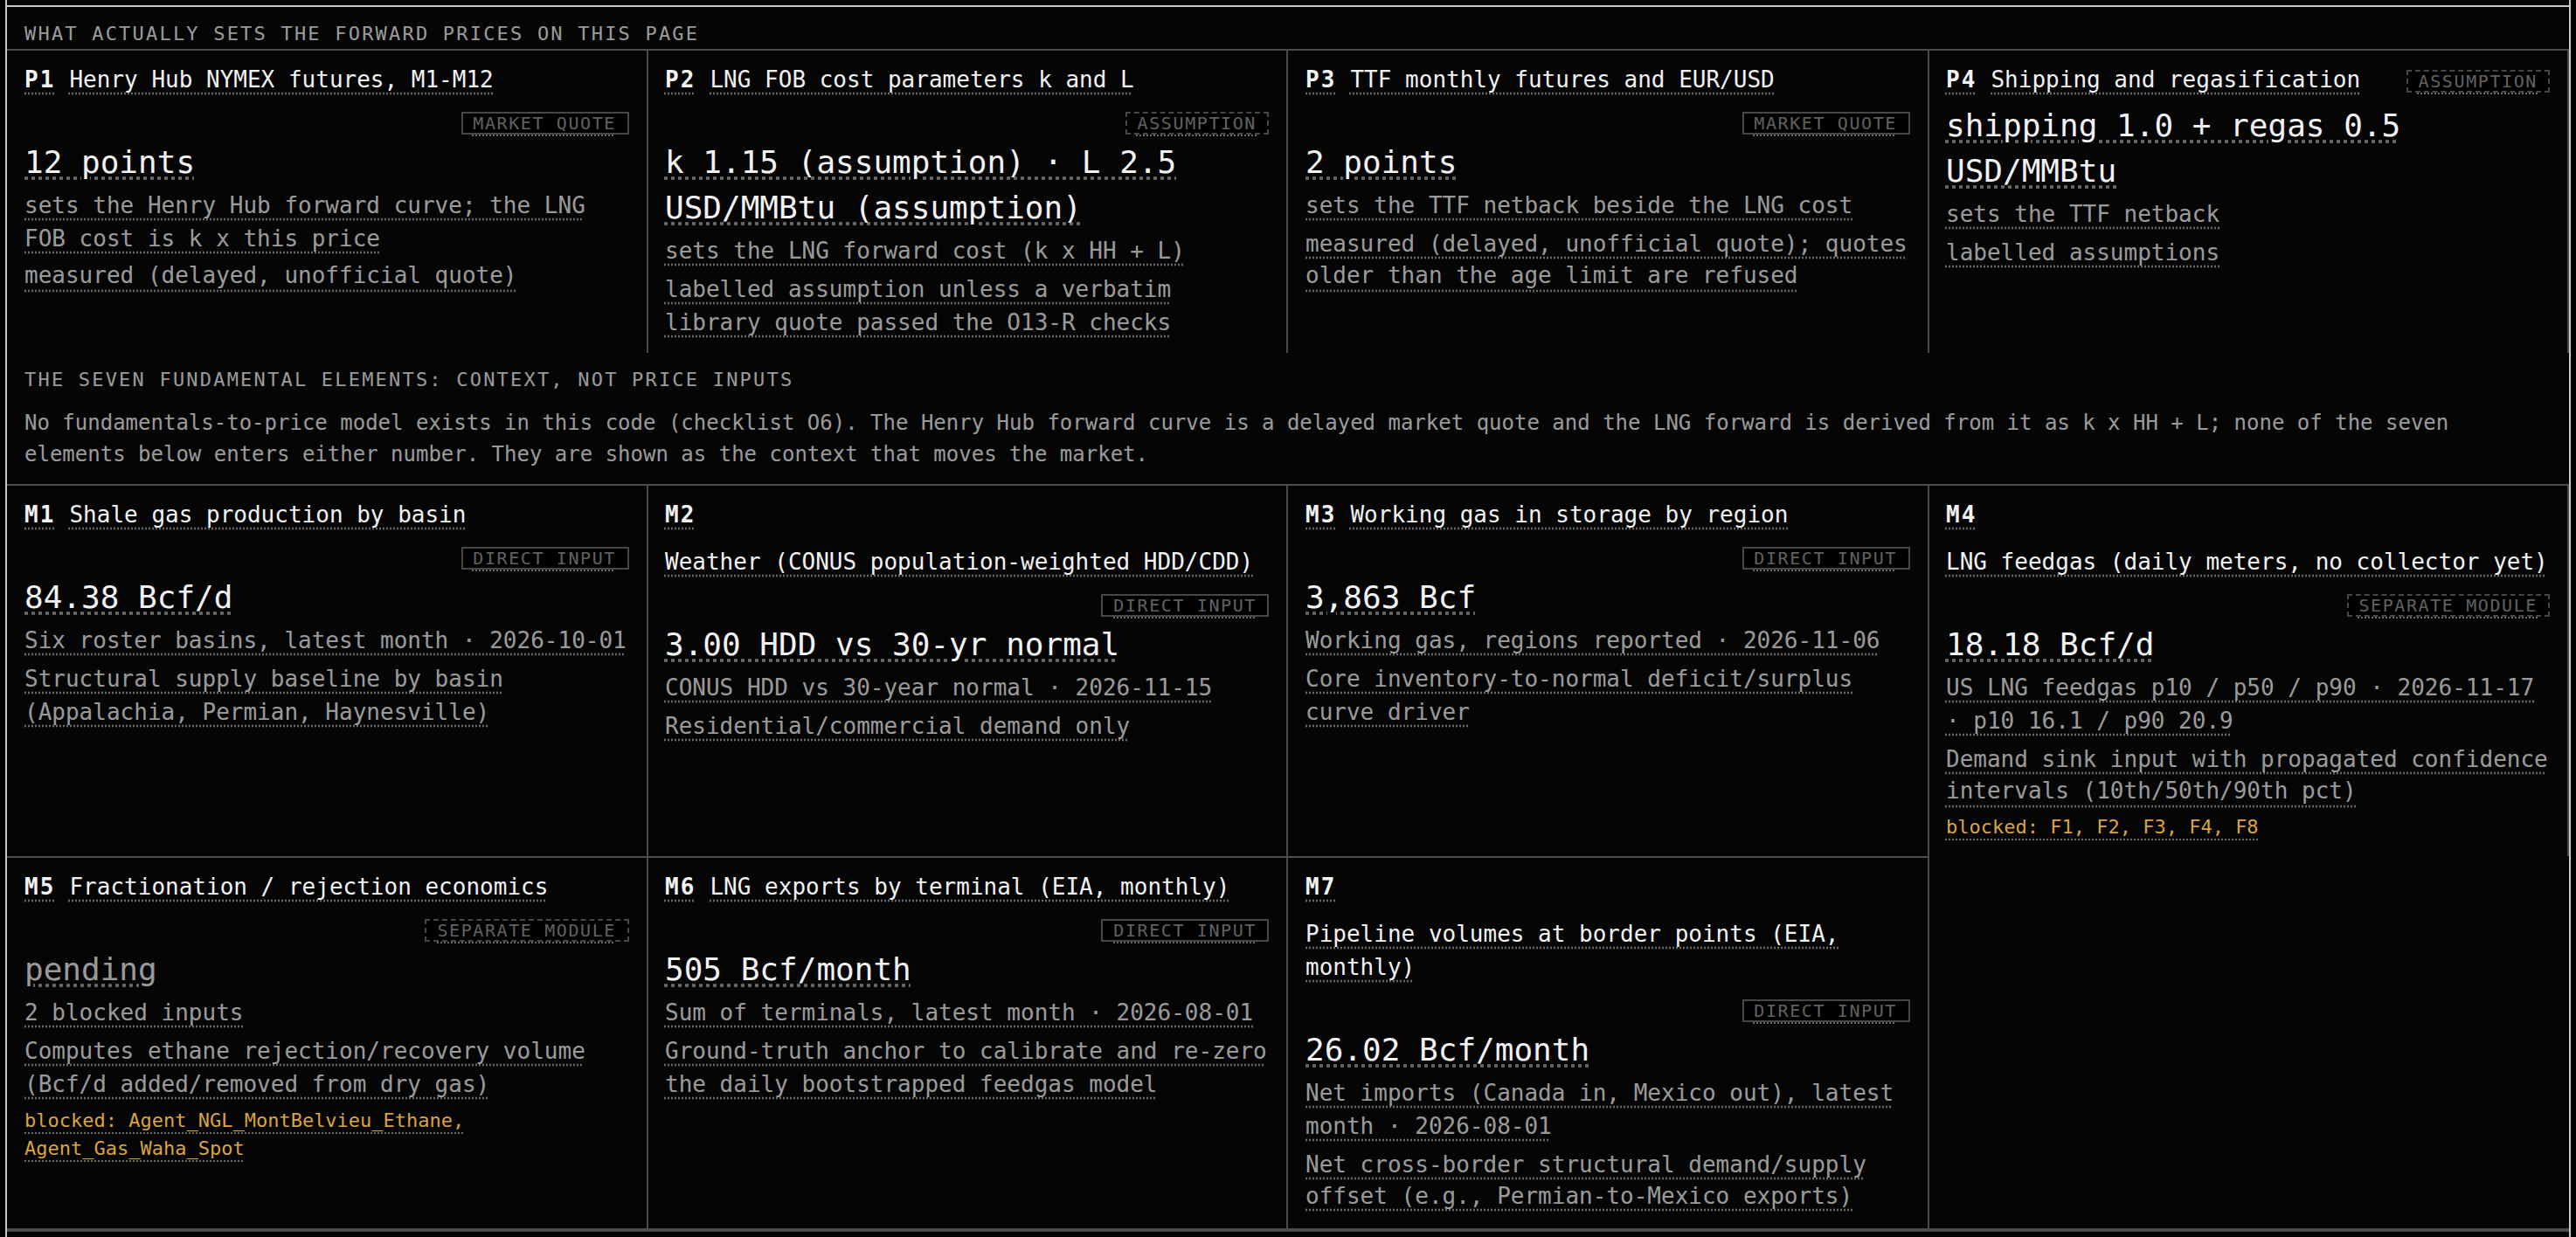 WHAT ACTUALLY SETS THE FORWARD PRICES ON THIS PAGE
P1 Henry Hub NYMEX futures, M1-M12
MARKET QUOTE
12 points
sets the Henry Hub forward curve; the LNG
FOB cost is k x this price
measured (delayed, unofficial quote)
P2 LNG FOB cost parameters k and L
ASSUMPTION
k 1.15 (assumption) · L 2.5
USD/MMBtu (assumption)
sets the LNG forward cost (k x HH + L)
labelled assumption unless a verbatim
library quote passed the O13-R checks
P3 TTF monthly futures and EUR/USD
MARKET QUOTE
2 points
sets the TTF netback beside the LNG cost
measured (delayed, unofficial quote); quotes
older than the age limit are refused
P4 Shipping and regasification
ASSUMPTION
shipping 1.0 + regas 0.5
USD/MMBtu
sets the TTF netback
labelled assumptions
THE SEVEN FUNDAMENTAL ELEMENTS: CONTEXT, NOT PRICE INPUTS
No fundamentals-to-price model exists in this code (checklist O6). The Henry Hub forward curve is a delayed market quote and the LNG forward is derived from it as k x HH + L; none of the seven
elements below enters either number. They are shown as the context that moves the market.
M1 Shale gas production by basin
DIRECT INPUT
84.38 Bcf/d
Six roster basins, latest month · 2026-10-01
Structural supply baseline by basin
(Appalachia, Permian, Haynesville)
M2
Weather (CONUS population-weighted HDD/CDD)
DIRECT INPUT
3.00 HDD vs 30-yr normal
CONUS HDD vs 30-year normal · 2026-11-15
Residential/commercial demand only
M3 Working gas in storage by region
DIRECT INPUT
3,863 Bcf
Working gas, regions reported · 2026-11-06
Core inventory-to-normal deficit/surplus
curve driver
M4
LNG feedgas (daily meters, no collector yet)
SEPARATE MODULE
18.18 Bcf/d
US LNG feedgas p10 / p50 / p90 · 2026-11-17
· p10 16.1 / p90 20.9
Demand sink input with propagated confidence
intervals (10th/50th/90th pct)
blocked: F1, F2, F3, F4, F8
M5 Fractionation / rejection economics
SEPARATE MODULE
pending
2 blocked inputs
Computes ethane rejection/recovery volume
(Bcf/d added/removed from dry gas)
blocked: Agent_NGL_MontBelvieu_Ethane,
Agent_Gas_Waha_Spot
M6 LNG exports by terminal (EIA, monthly)
DIRECT INPUT
505 Bcf/month
Sum of terminals, latest month · 2026-08-01
Ground-truth anchor to calibrate and re-zero
the daily bootstrapped feedgas model
M7
Pipeline volumes at border points (EIA,
monthly)
DIRECT INPUT
26.02 Bcf/month
Net imports (Canada in, Mexico out), latest
month · 2026-08-01
Net cross-border structural demand/supply
offset (e.g., Permian-to-Mexico exports)